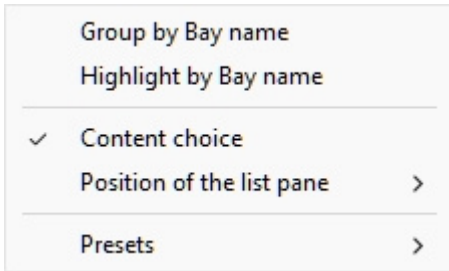 Group by Bay name
Highlight by Bay name
Content choice
Position of the list pane
Presets